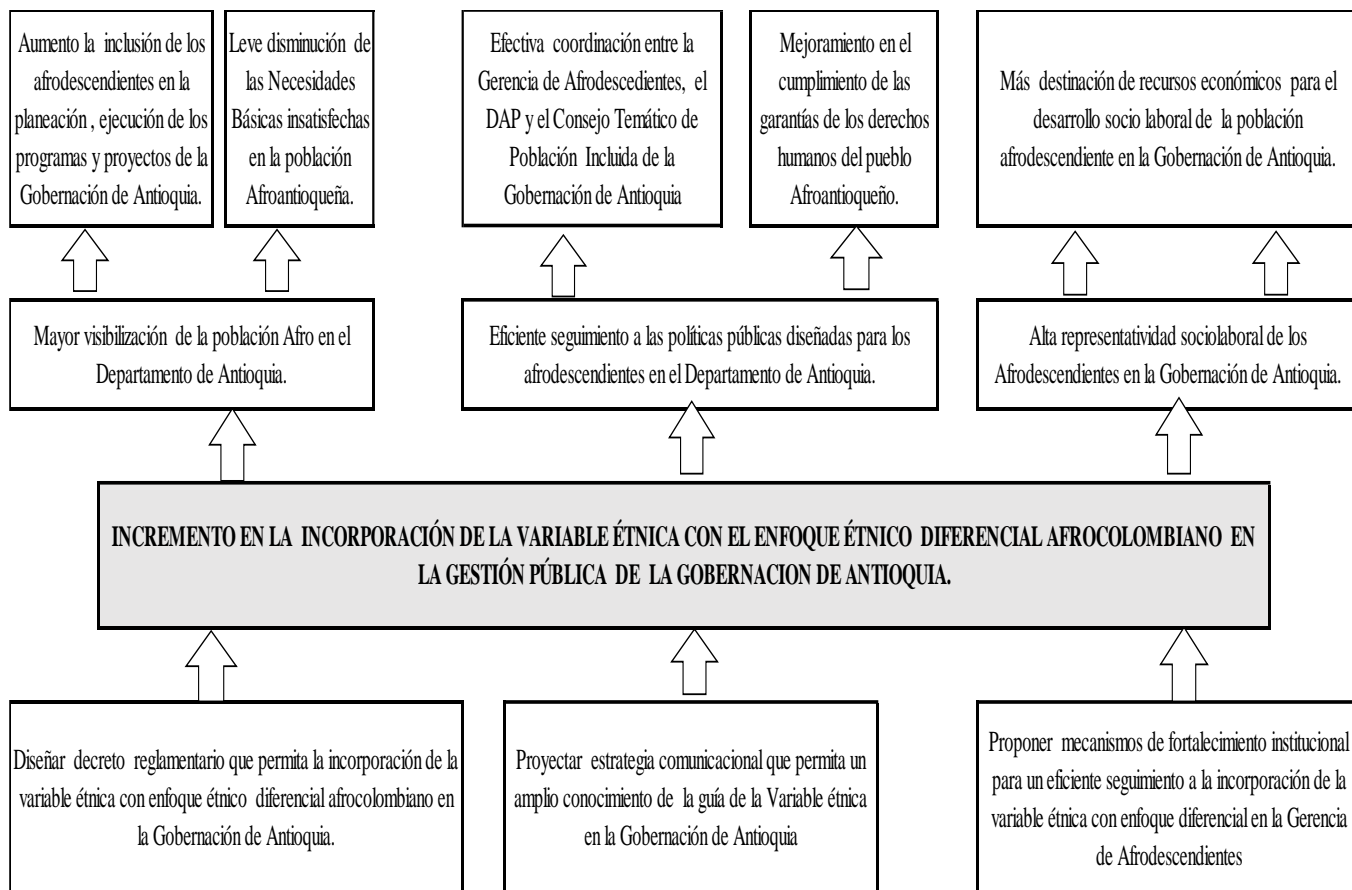 Aumento la inclusión de los
afrodescendientes en la
planeación , ejecución de los
programas y proyectos de la
Gobernación de Antioquia.
Leve disminución de
las Necesidades
Básicas insatisfechas
en la población
Afroantioqueña.
Efectiva coordinación entre la
Gerencia de Afrodescedientes, el
DAP y el Consejo Temático de
Población Incluida de la
Gobernación de Antioquia
Mejoramiento en el
cumplimiento de las
garantías de los derechos
humanos del pueblo
Afroantioqueño.
Más destinación de recursos económicos para el
desarrollo socio laboral de la población
afrodescendiente en la Gobernación de Antioquia.
Mayor visibilización de la población Afro en el
Departamento de Antioquia.
Eficiente seguimiento a las políticas públicas diseñadas para los
afrodescendientes en el Departamento de Antioquia.
Alta representatividad sociolaboral de los
Afrodescendientes en la Gobernación de Antioquia.
INCREMENTO EN LA INCORPORACIÓN DE LA VARIABLE ÉTNICA CON EL ENFOQUE ÉTNICO DIFERENCIAL AFROCOLOMBIANO EN
LA GESTIÓN PÚBLICA DE LA GOBERNACION DE ANTIOQUIA.
Diseñar decreto reglamentario que permita la incorporación de la
variable étnica con enfoque étnico diferencial afrocolombiano en
la Gobernación de Antioquia.
Proyectar estrategia comunicacional que permita un
amplio conocimiento de la guía de la Variable étnica
en la Gobernación de Antioquia
Proponer mecanismos de fortalecimiento institucional
para un eficiente seguimiento a la incorporación de la
variable étnica con enfoque diferencial en la Gerencia
de Afrodescendientes